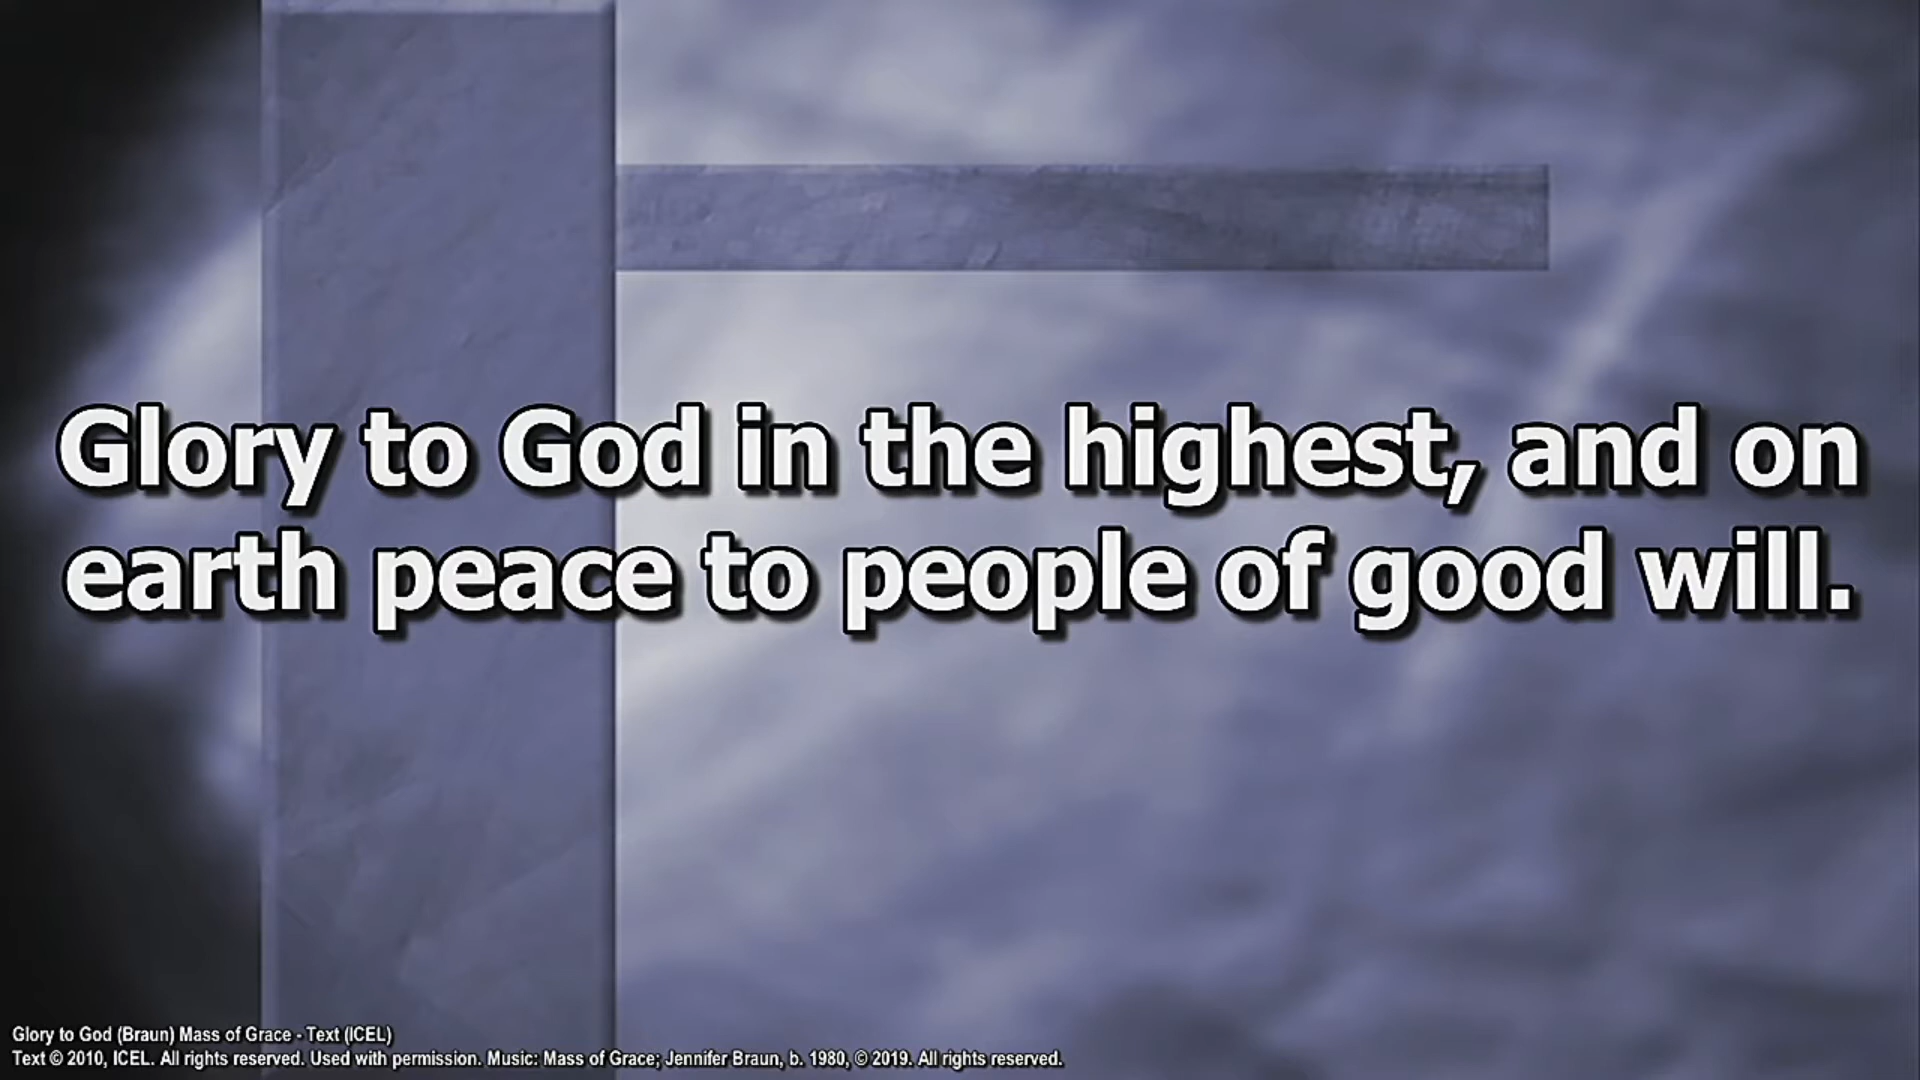 Glory to God in the highest, and on
earth peace to people of good will.
Glory to God (Braun) Mass of Grace - Text (ICEL)
Text © 2010, ICEL. All rights reserved. Used with permission. Music: Mass of Grace; Jennifer Braun, b. 1980, © 2019. All rights reserved.